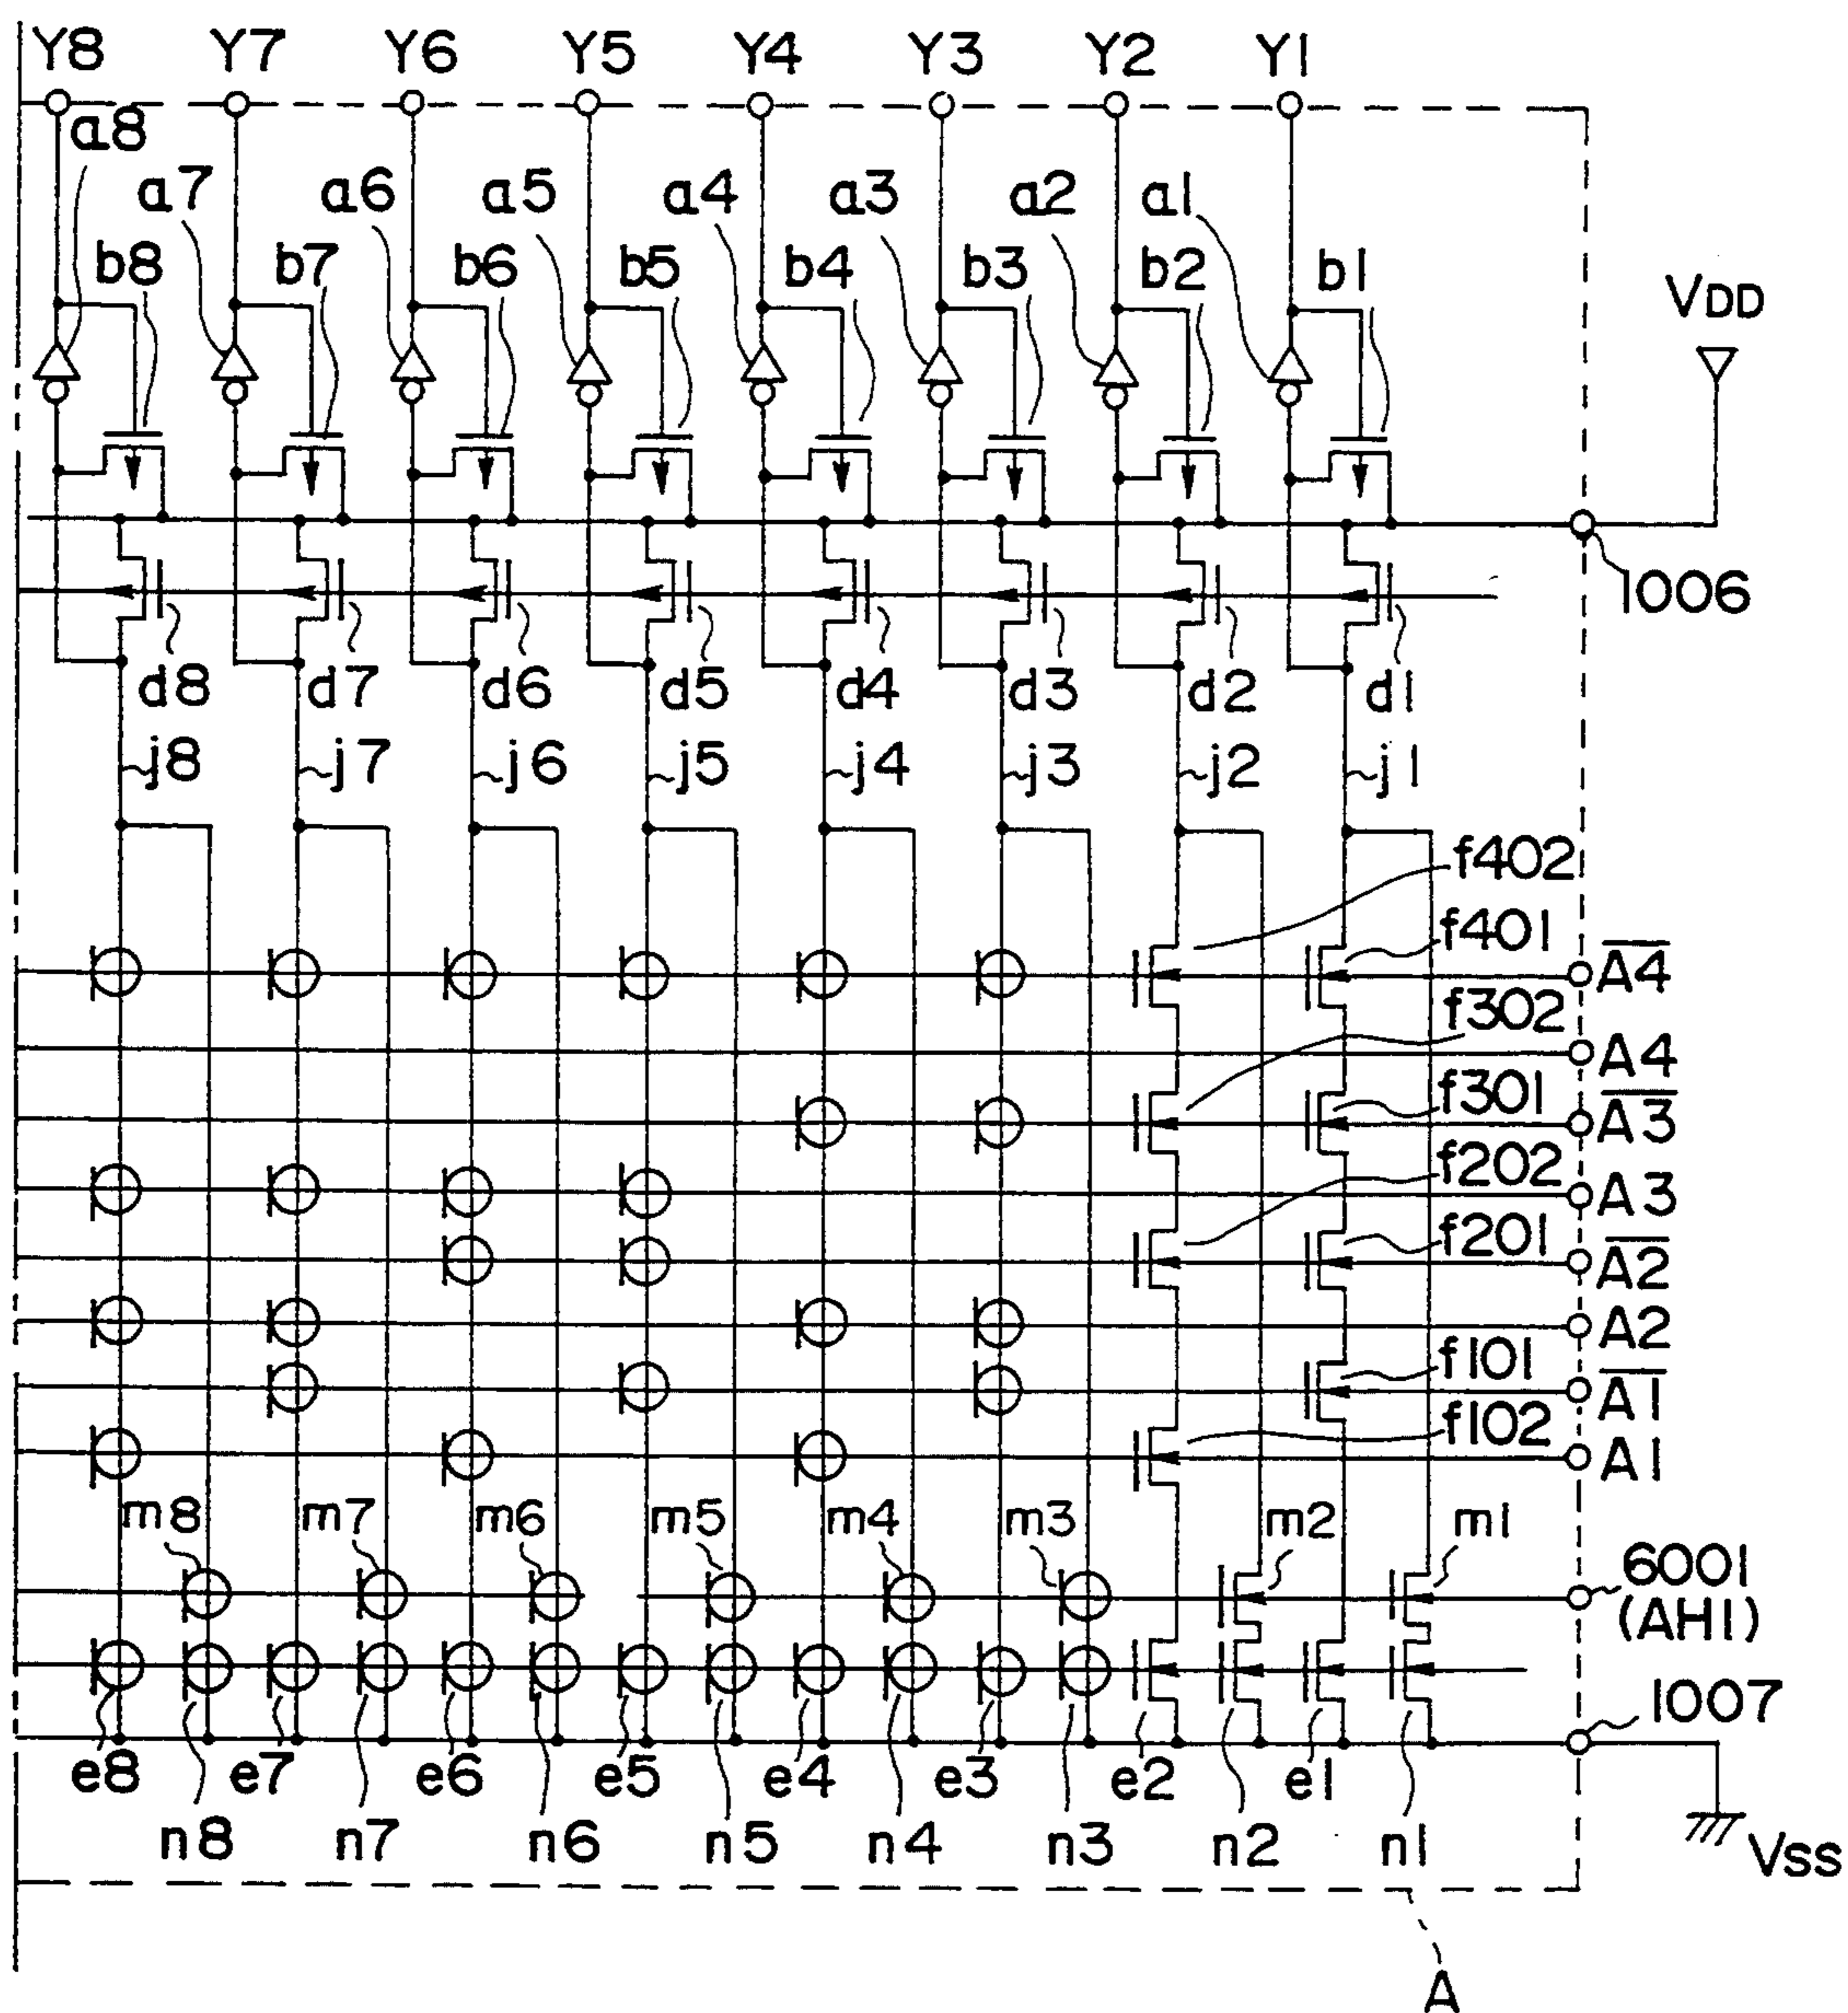 Y8 Y7 Y6 Y5 Y4 Y3 Y2 Y1
a8
a7 a6 a5 a4 a3 a2 a1
b8 b7 b6 b5 b4 b3 b2 b1
VDD
1006
d8 d7 d6 d5 d4 d3 d2 d1
j8 j7 j6 j5 j4 j3 j2 j1
f402
f401
A̅4̅
f302
A4
f301
A̅3̅
f202
A3
f201
A̅2̅
A2
f101
A̅1̅
f102
A1
m8 m7 m6 m5 m4 m3 m2 m1
6001
(AH1)
1007
e8 e7 e6 e5 e4 e3 e2 e1
n8 n7 n6 n5 n4 n3 n2 n1
VSS
A